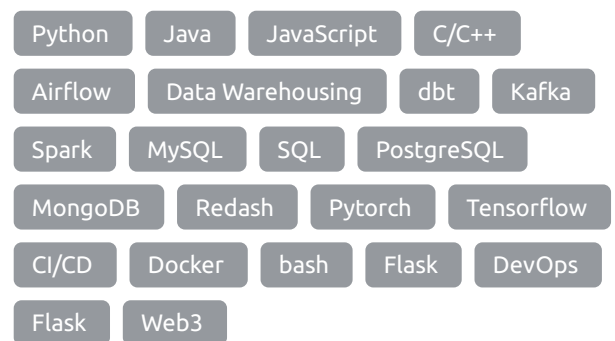 Python Java JavaScript C/C++
Airflow Data Warehousing dbt Kafka
Spark MySQL SQL PostgreSQL
MongoDB Redash Pytorch Tensorflow
CI/CD Docker bash Flask DevOps
Flask Web3